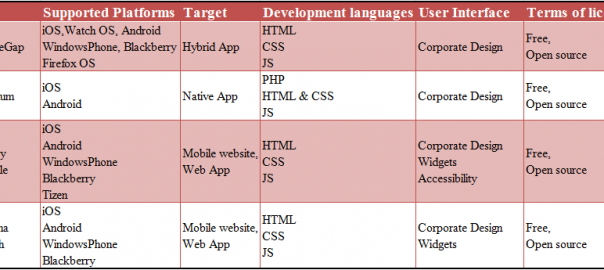 Supported Platforms Target Development languages User Interface Terms of lic
eGap iOS,Watch OS, Android
WindowsPhone, Blackberry
Firefox OS Hybrid App HTML
CSS
JS Corporate Design Free,
Open source
um iOS
Android Native App PHP
HTML & CSS
JS Corporate Design Free,
Open source
ry
le iOS
Android
WindowsPhone
Blackberry
Tizen Mobile website,
Web App HTML
CSS
JS Corporate Design
Widgets
Accessibility Free,
Open source
na
h iOS
Android
WindowsPhone
Blackberry Mobile website,
Web App HTML
CSS
JS Corporate Design
Widgets Free,
Open source